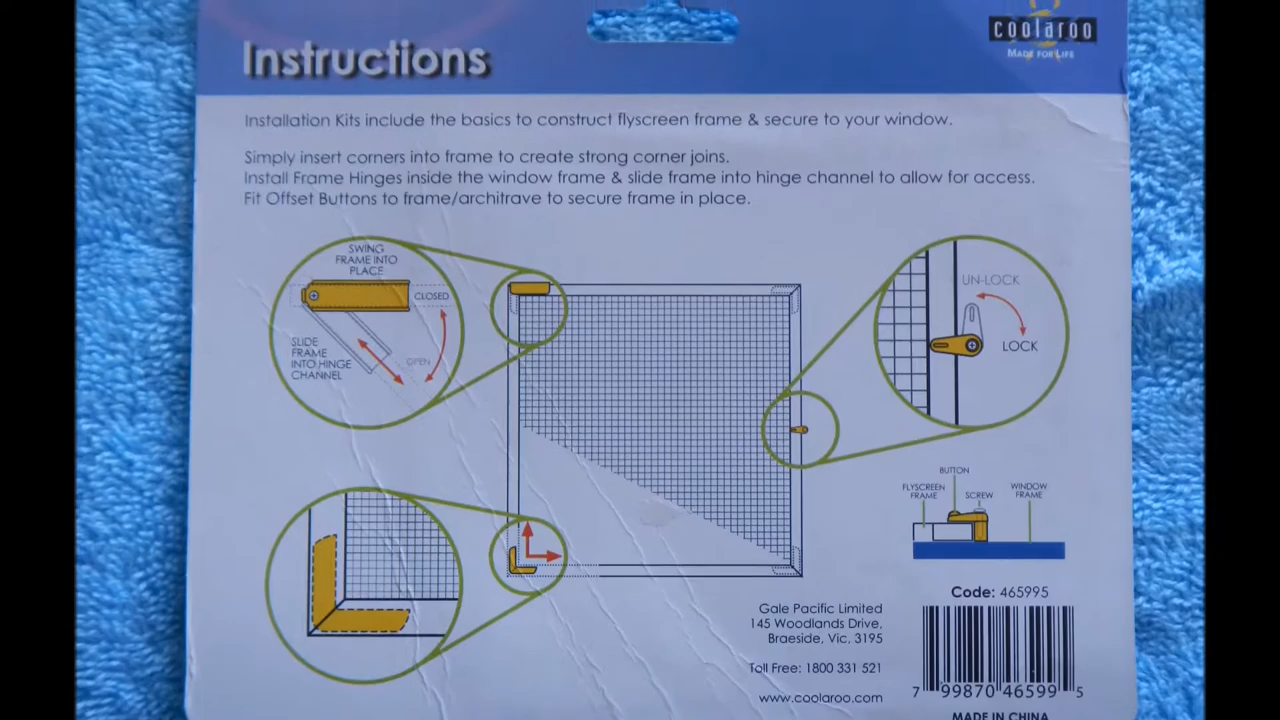 Instructions
coolaroo
MADE FOR LIFE
Installation Kits include the basics to construct flyscreen frame & secure to your window.
Simply insert corners into frame to create strong corner joins.
Install Frame Hinges inside the window frame & slide frame into hinge channel to allow for access.
Fit Offset Buttons to frame/architrave to secure frame in place.
SWING
FRAME INTO
PLACE
CLOSED
SLIDE
FRAME
INTO HINGE
CHANNEL
OPEN
UN-LOCK
LOCK
BUTTON
FLYSCREEN
FRAME
SCREW
WINDOW
FRAME
Code: 465995
Gale Pacific Limited
145 Woodlands Drive,
Braeside, Vic, 3195
Toll Free: 1800 331 521
www.coolaroo.com
7 99870 46599 5
MADE IN CHINA